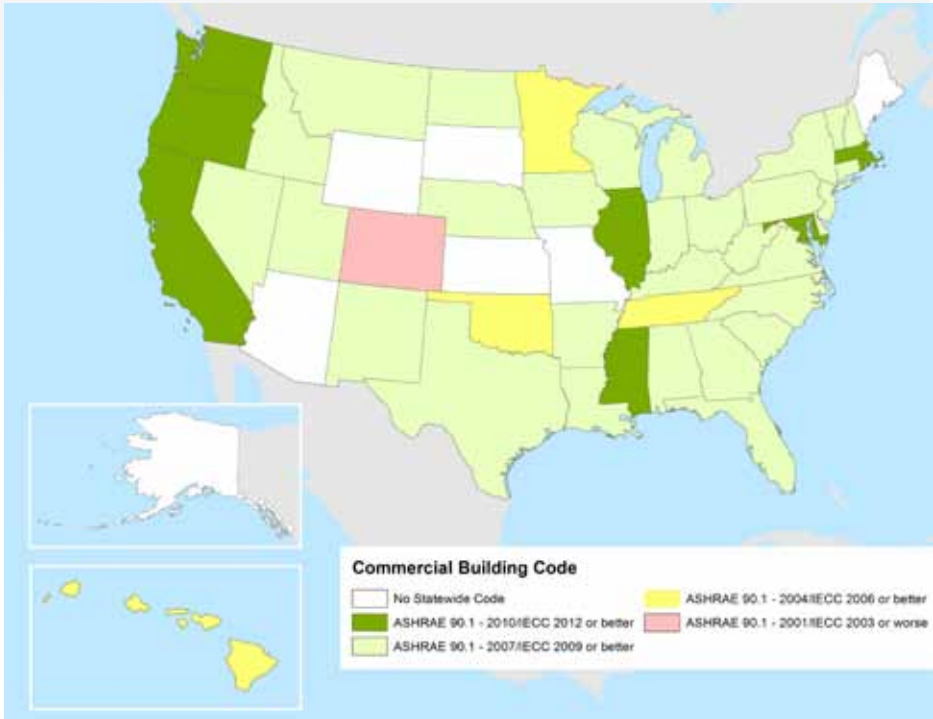 Commercial Building Code
No Statewide Code
ASHRAE 90.1 - 2010/IECC 2012 or better
ASHRAE 90.1 - 2007/IECC 2009 or better
ASHRAE 90.1 - 2004/IECC 2006 or better
ASHRAE 90.1 - 2001/IECC 2003 or worse